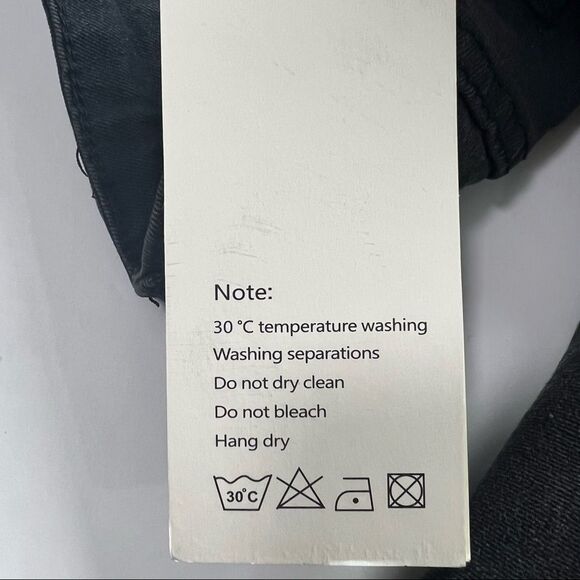 Note:
30 °C temperature washing
Washing separations
Do not dry clean
Do not bleach
Hang dry
30°C